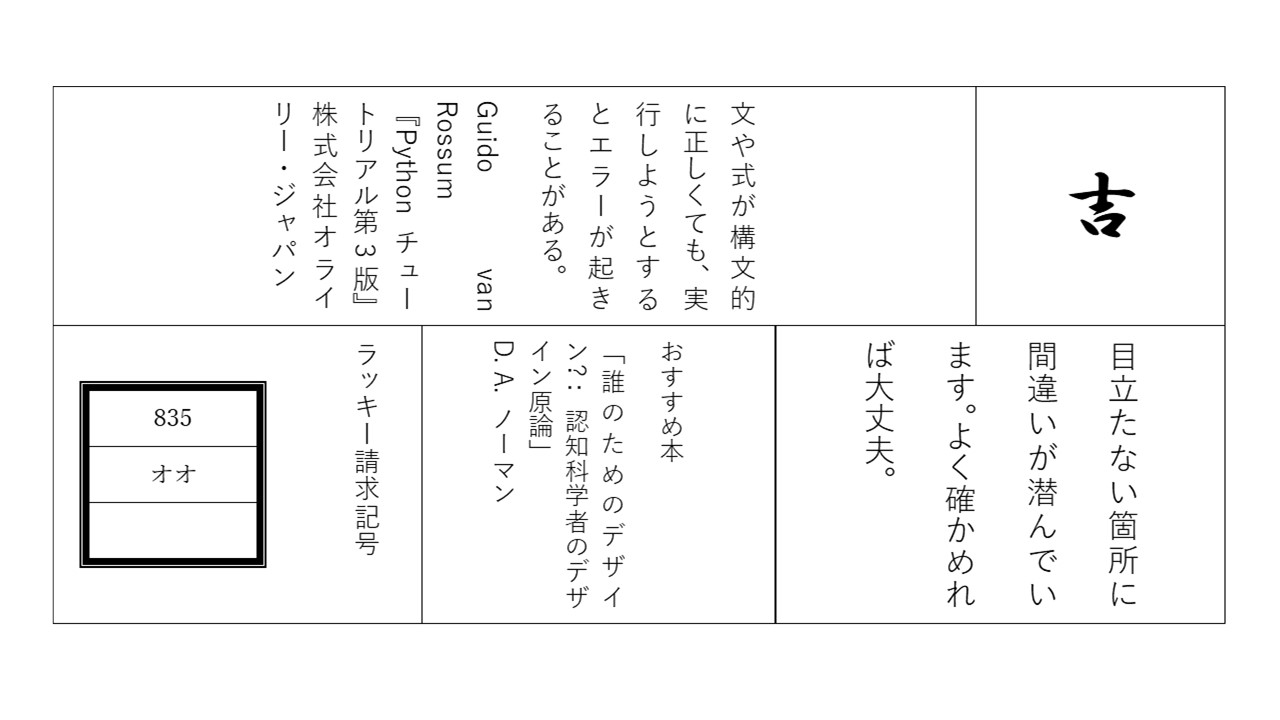 吉
文や式が構文的
に正しくても、実
行しようとする
とエラーが起き
ることがある。
Guido van
Rossum
『Python チュー
トリアル第 3 版』
株式会社オライ
リー・ジャパン
目立たない箇所に
間違いが潜んでい
ます。よく確かめれ
ば大丈夫。
おすすめ本
「誰のためのデザイ
ン?: 認知科学者のデザ
イン原論」
D. A. ノーマン
ラッキー請求記号
835
オオ